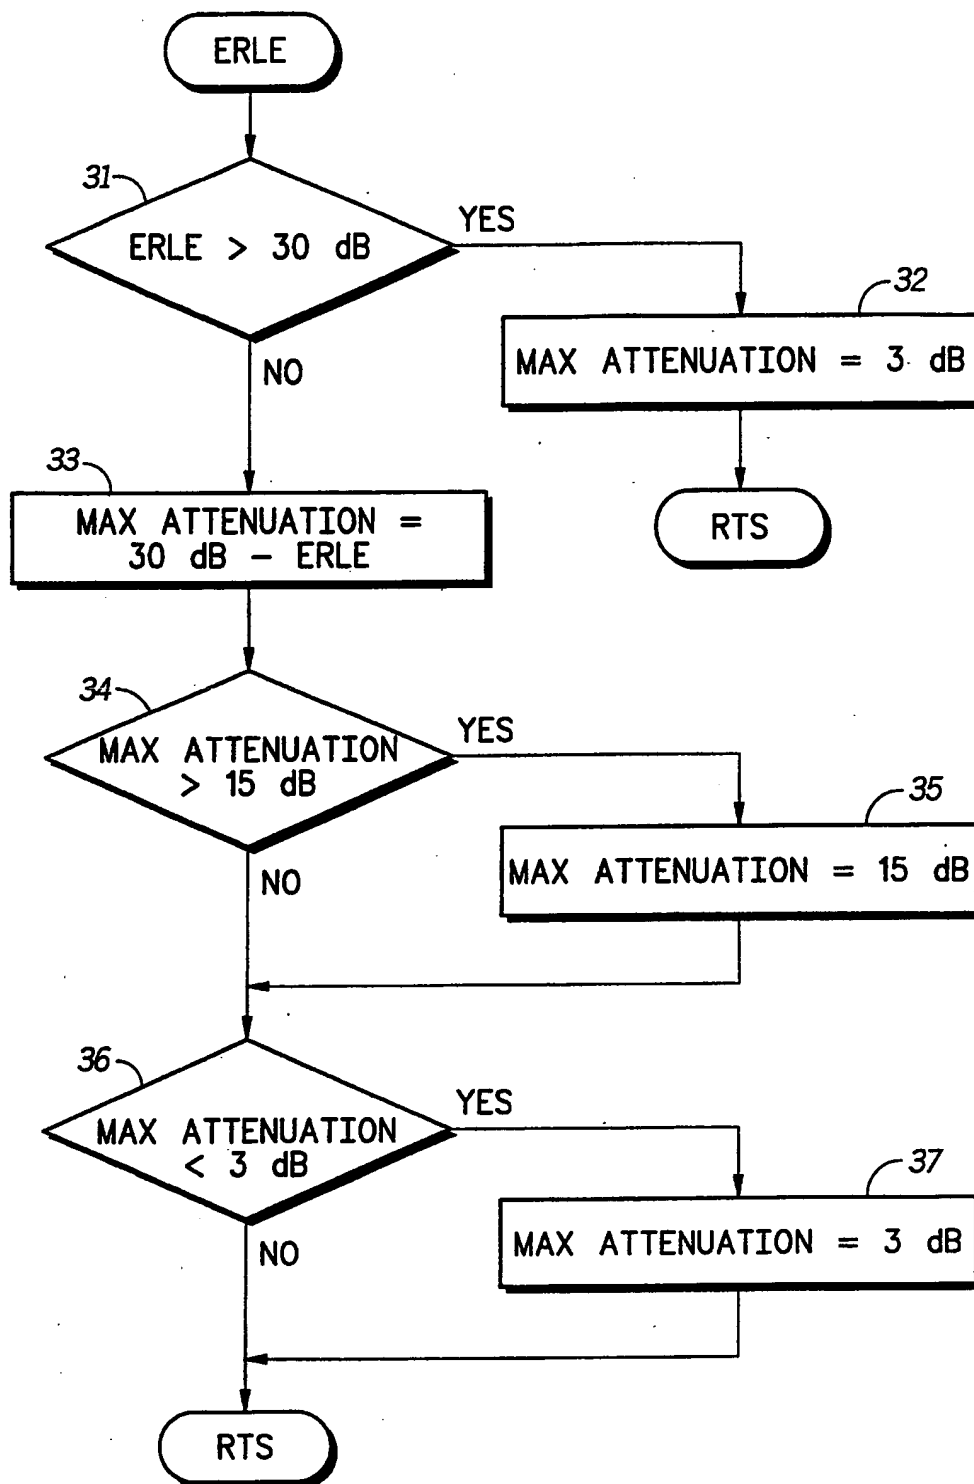 ERLE
31
ERLE > 30 dB
YES
32
MAX ATTENUATION = 3 dB
NO
RTS
33
MAX ATTENUATION =
30 dB - ERLE
34
MAX ATTENUATION
> 15 dB
YES
35
MAX ATTENUATION = 15 dB
NO
36
MAX ATTENUATION
< 3 dB
YES
37
MAX ATTENUATION = 3 dB
NO
RTS